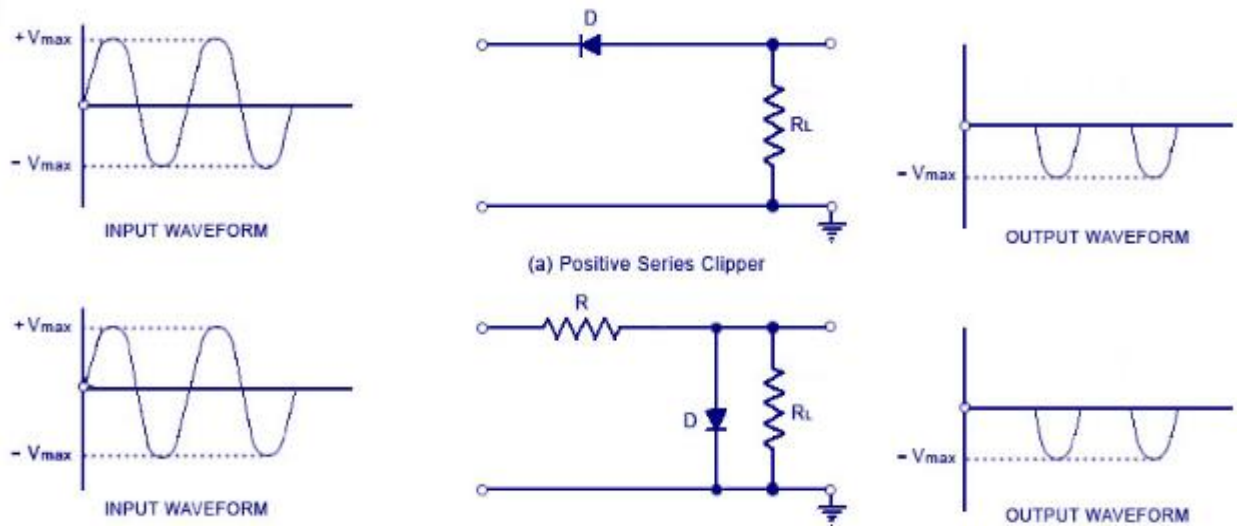 + Vmax
- Vmax
INPUT WAVEFORM
D
RL
(a) Positive Series Clipper
- Vmax
OUTPUT WAVEFORM
+ Vmax
- Vmax
INPUT WAVEFORM
R
D
RL
- Vmax
OUTPUT WAVEFORM